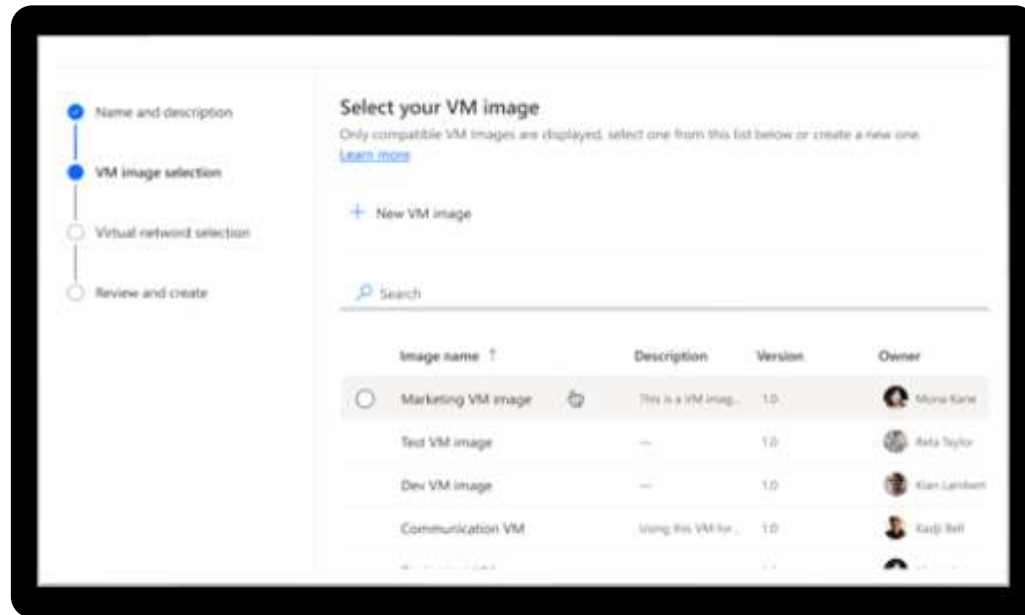 Name and description
VM image selection
Virtual netword selection
Review and create
Select your VM image
Only compatible VM Images are displayed, select one from this list below or create a new one.
Learn more
+ New VM image
Search
Image name ↑ Description Version Owner
Marketing VM image This is a VM imag... 1.0 Mona Kane
Test VM image — 1.0 Reta Taylor
Dev VM image — 1.0 Kian Lambert
Communication VM Using this VM for ... 1.0 Kadji Bell